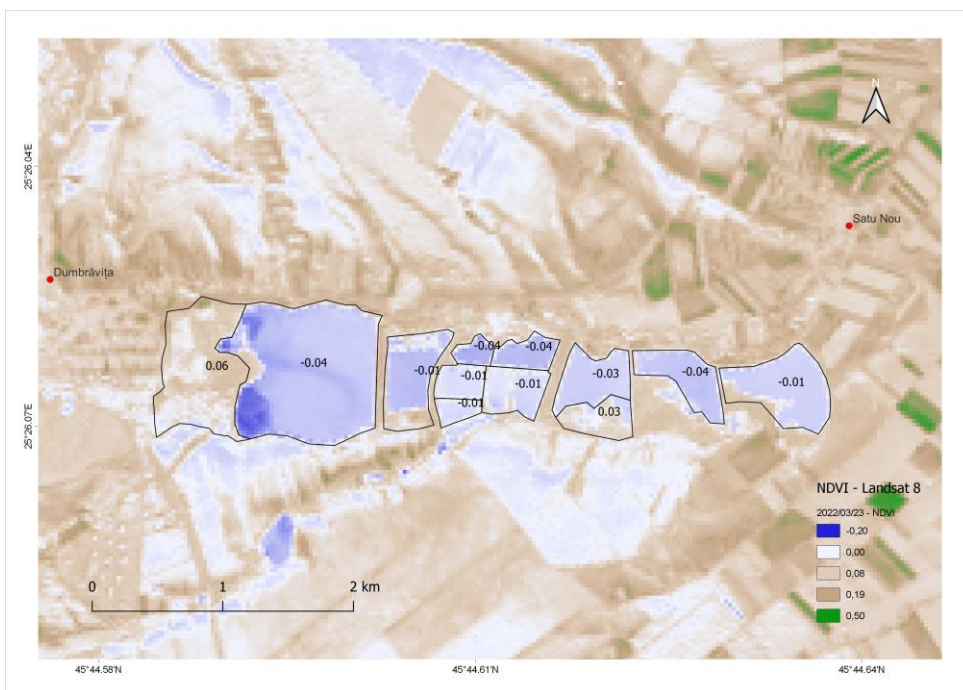 N
25°26.04'E
Satu Nou
Dumbrăvița
0.06
-0.04
-0.01
-0.04
-0.04
-0.01
-0.01
-0.01
-0.03
0.03
-0.04
-0.01
25°26.07'E
NDVI - Landsat 8
2022/03/23 - NDVI
-0,20
0,00
0,08
0,19
0,50
0 1 2 km
45°44.58'N 45°44.61'N 45°44.64'N